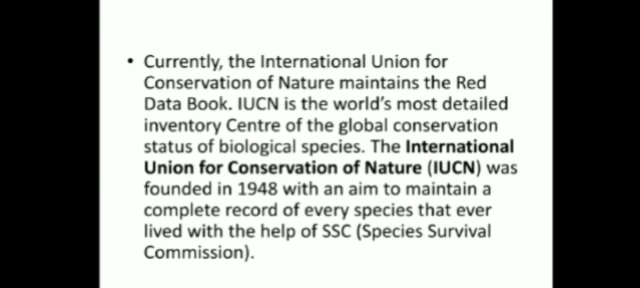 • Currently, the International Union for
Conservation of Nature maintains the Red
Data Book. IUCN is the world's most detailed
inventory Centre of the global conservation
status of biological species. The International
Union for Conservation of Nature (IUCN) was
founded in 1948 with an aim to maintain a
complete record of every species that ever
lived with the help of SSC (Species Survival
Commission).